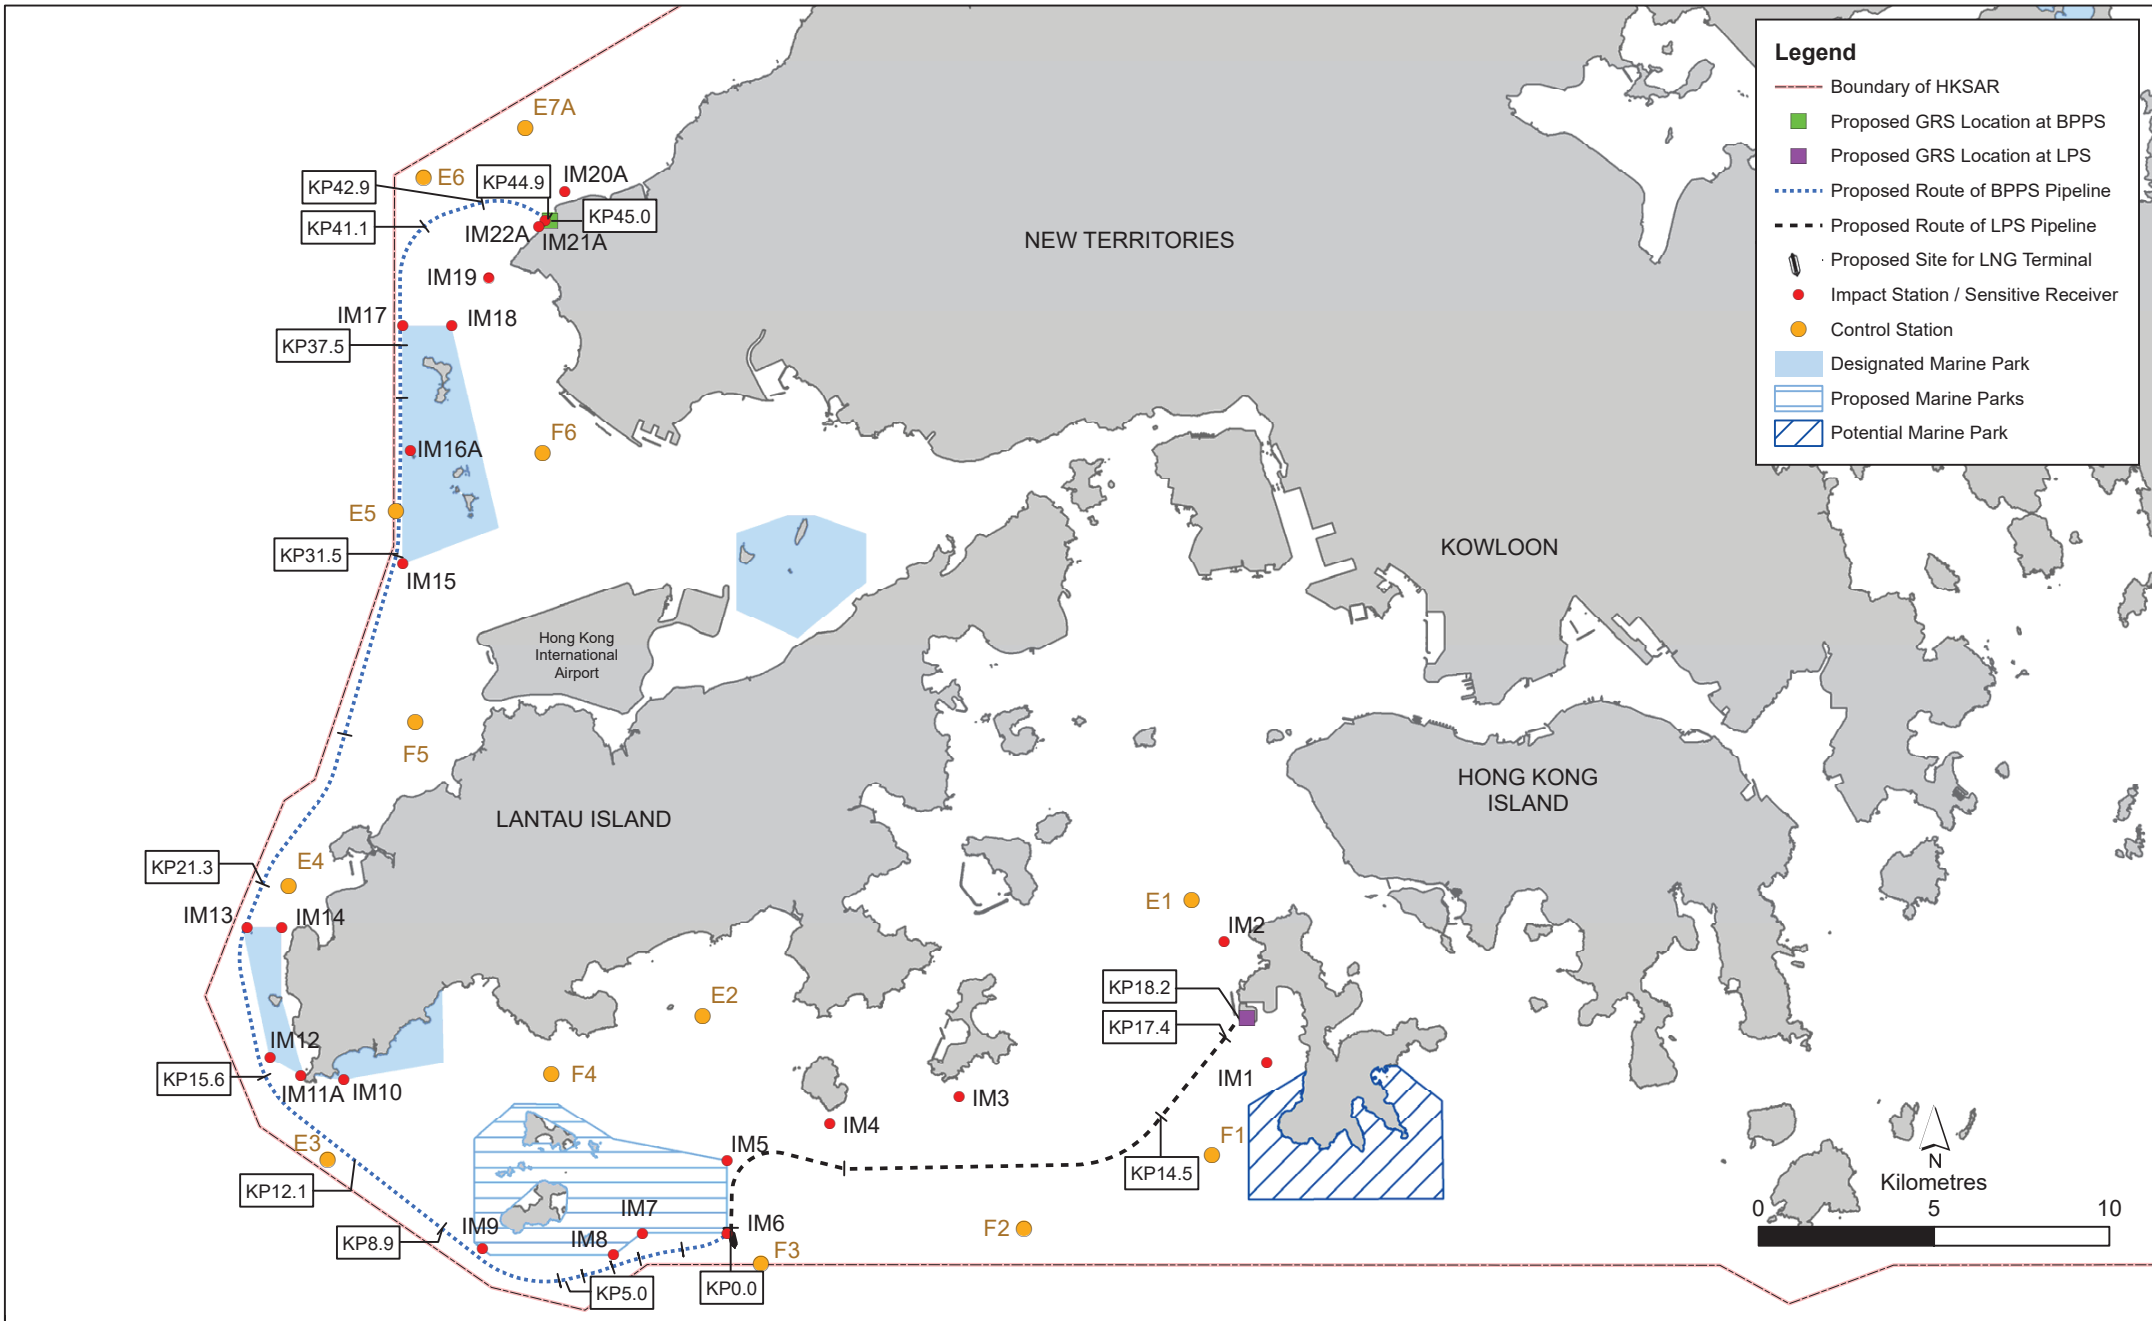 Legend
Boundary of HKSAR
Proposed GRS Location at BPPS
Proposed GRS Location at LPS
Proposed Route of BPPS Pipeline
Proposed Route of LPS Pipeline
Proposed Site for LNG Terminal
Impact Station / Sensitive Receiver
Control Station
Designated Marine Park
Proposed Marine Parks
Potential Marine Park
E7A
E6
KP42.9
KP44.9
IM20A
KP45.0
KP41.1
IM22A
IM21A
NEW TERRITORIES
IM19
IM17
IM18
KP37.5
F6
IM16A
E5
KP31.5
IM15
KOWLOON
Hong Kong
International
Airport
F5
HONG KONG
ISLAND
LANTAU ISLAND
E4
KP21.3
E1
IM13
IM14
IM2
E2
KP18.2
KP17.4
IM12
KP15.6
IM11A
IM10
F4
IM1
IM3
IM4
E3
IM5
F1
KP14.5
KP12.1
N
Kilometres
0
5
10
IM7
IM9
IM6
KP8.9
IM8
F2
F3
KP5.0
KP0.0